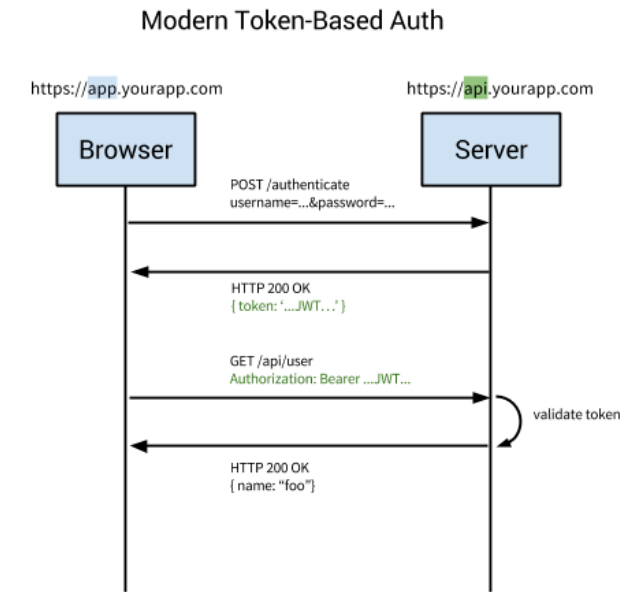 Modern Token-Based Auth
https://app.yourapp.com
https://api.yourapp.com
Browser
Server
POST /authenticate
username=...&password=...
HTTP 200 OK
{ token: ‘...JWT...’ }
GET /api/user
Authorization: Bearer ...JWT...
validate token
HTTP 200 OK
{ name: “foo”}